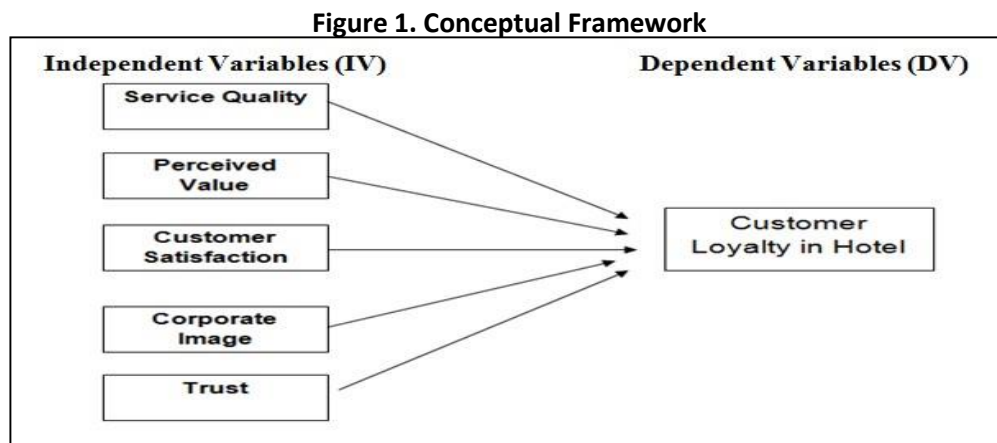 Figure 1. Conceptual Framework
Independent Variables (IV)
Dependent Variables (DV)
Service Quality
Perceived
Value
Customer
Satisfaction
Corporate
Image
Trust
Customer
Loyalty in Hotel